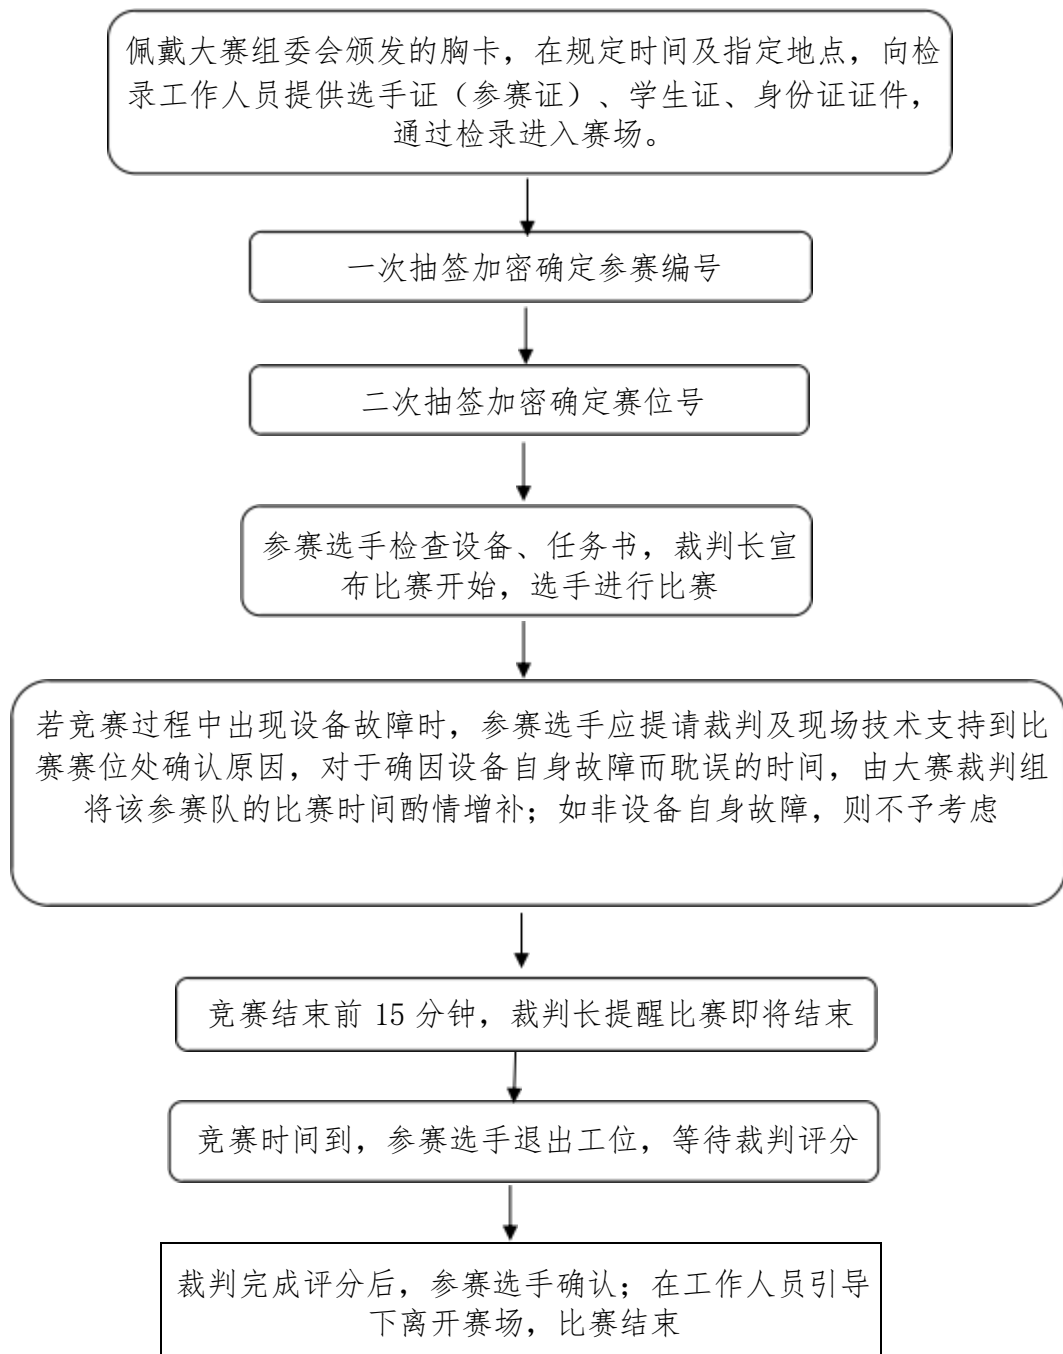 佩戴大赛组委会颁发的胸卡，在规定时间及指定地点，向检
录工作人员提供选手证（参赛证）、学生证、身份证证件，
通过检录进入赛场。
一次抽签加密确定参赛编号
二次抽签加密确定赛位号
参赛选手检查设备、任务书，裁判长宣
布比赛开始，选手进行比赛
若竞赛过程中出现设备故障时，参赛选手应提请裁判及现场技术支持到比
赛赛位处确认原因，对于确因设备自身故障而耽误的时间，由大赛裁判组
将该参赛队的比赛时间酌情增补；如非设备自身故障，则不予考虑
竞赛结束前 15 分钟，裁判长提醒比赛即将结束
竞赛时间到，参赛选手退出工位，等待裁判评分
裁判完成评分后，参赛选手确认；在工作人员引导
下离开赛场，比赛结束